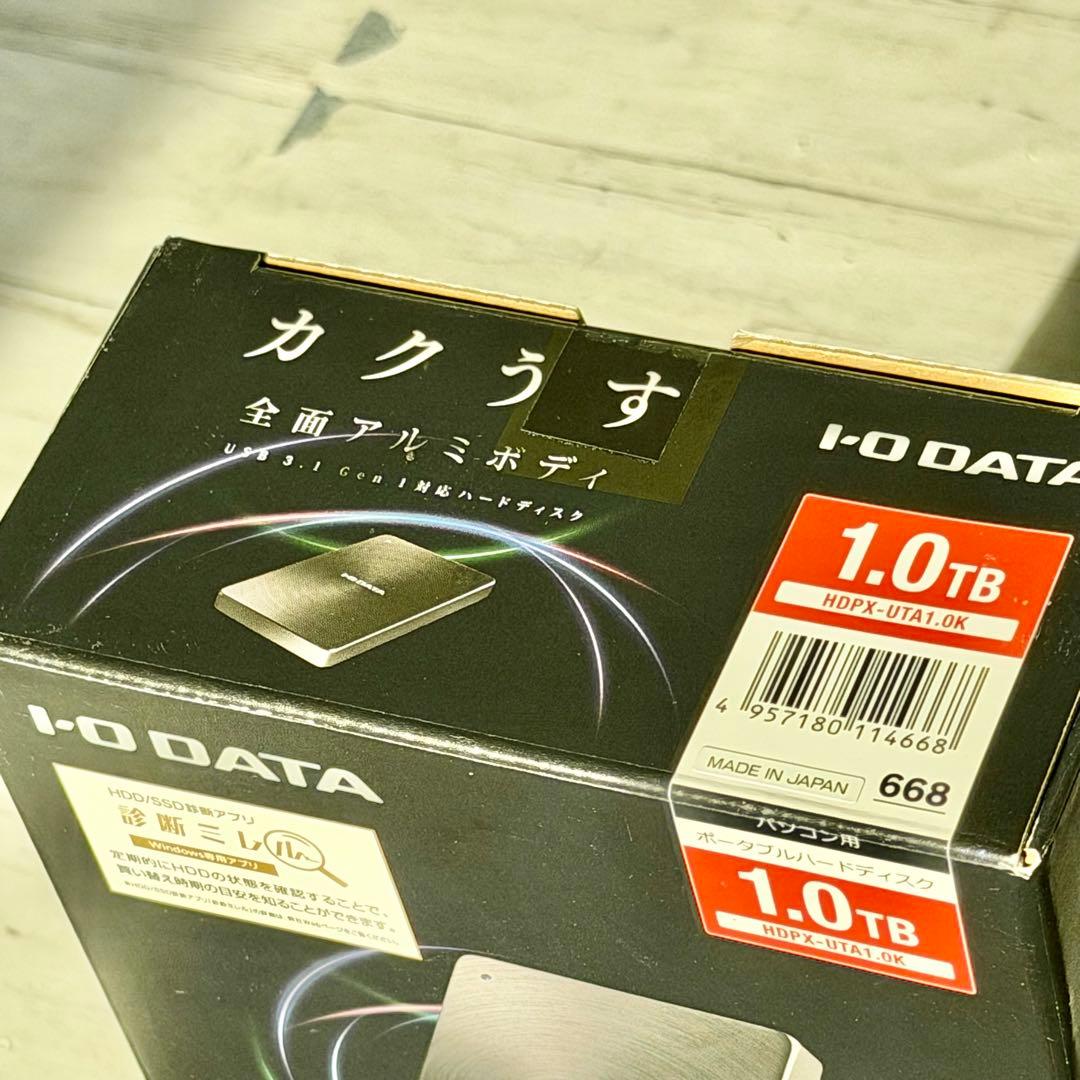 カクうす
全面アルミボディ
USB 3.1 Gen 1対応ハードディスク
I-O DATA
I-O DATA
1.0TB
HDPX-UTA1.0K
4 957180 114668
MADE IN JAPAN
668
I-O DATA
HDD/SSD診断アプリ
診断ミレル
Windows専用アプリ
定期的にHDDの状態を確認することで、
買い替え時期の目安を知ることができます。
パソコン用
ポータブルハードディスク
1.0TB
HDPX-UTA1.0K